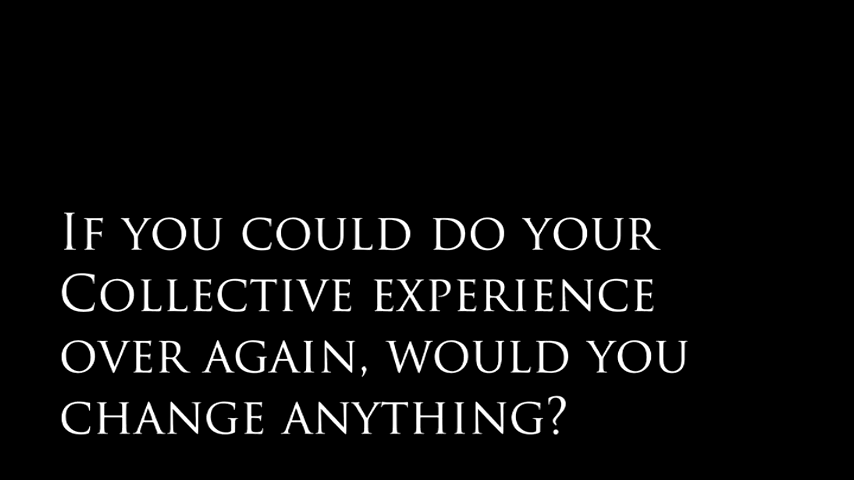 If you could do your
Collective experience
over again, would you
change anything?